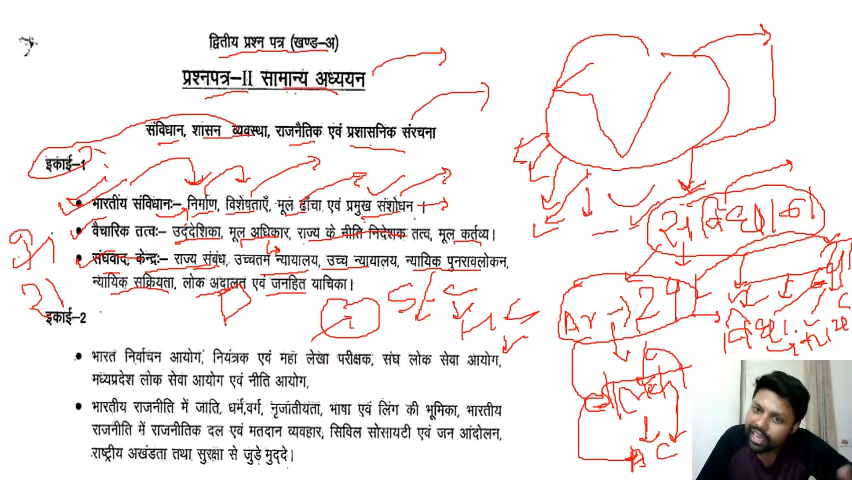 द्वितीय प्रश्न पत्र (खण्ड-अ)
प्रश्नपत्र-II सामान्य अध्ययन
संविधान, शासन व्यवस्था, राजनैतिक एवं प्रशासनिक संरचना
इकाई-1
• भारतीय संविधानः- निर्माण, विशेषताएँ, मूल ढाँचा एवं प्रमुख संशोधन ।
• वैचारिक तत्वः- उद्देशिका, मूल अधिकार, राज्य के नीति निदेशक तत्व, मूल कर्तव्य।
• संघवाद, केन्द्रः- राज्य संबंध, उच्चतम न्यायालय, उच्च न्यायालय, न्यायिक पुनरावलोकन,
न्यायिक सक्रियता, लोक अदालत एवं जनहित याचिका।
इकाई-2
• भारत निर्वाचन आयोग, नियंत्रक एवं महा लेखा परीक्षक, संघ लोक सेवा आयोग,
मध्यप्रदेश लोक सेवा आयोग एवं नीति आयोग,
• भारतीय राजनीति में जाति, धर्म,वर्ग, नृजातीयता, भाषा एवं लिंग की भूमिका, भारतीय
राजनीति में राजनीतिक दल एवं मतदान व्यवहार, सिविल सोसायटी एवं जन आंदोलन,
राष्ट्रीय अखण्डता तथा सुरक्षा से जुड़े मुद्दे।